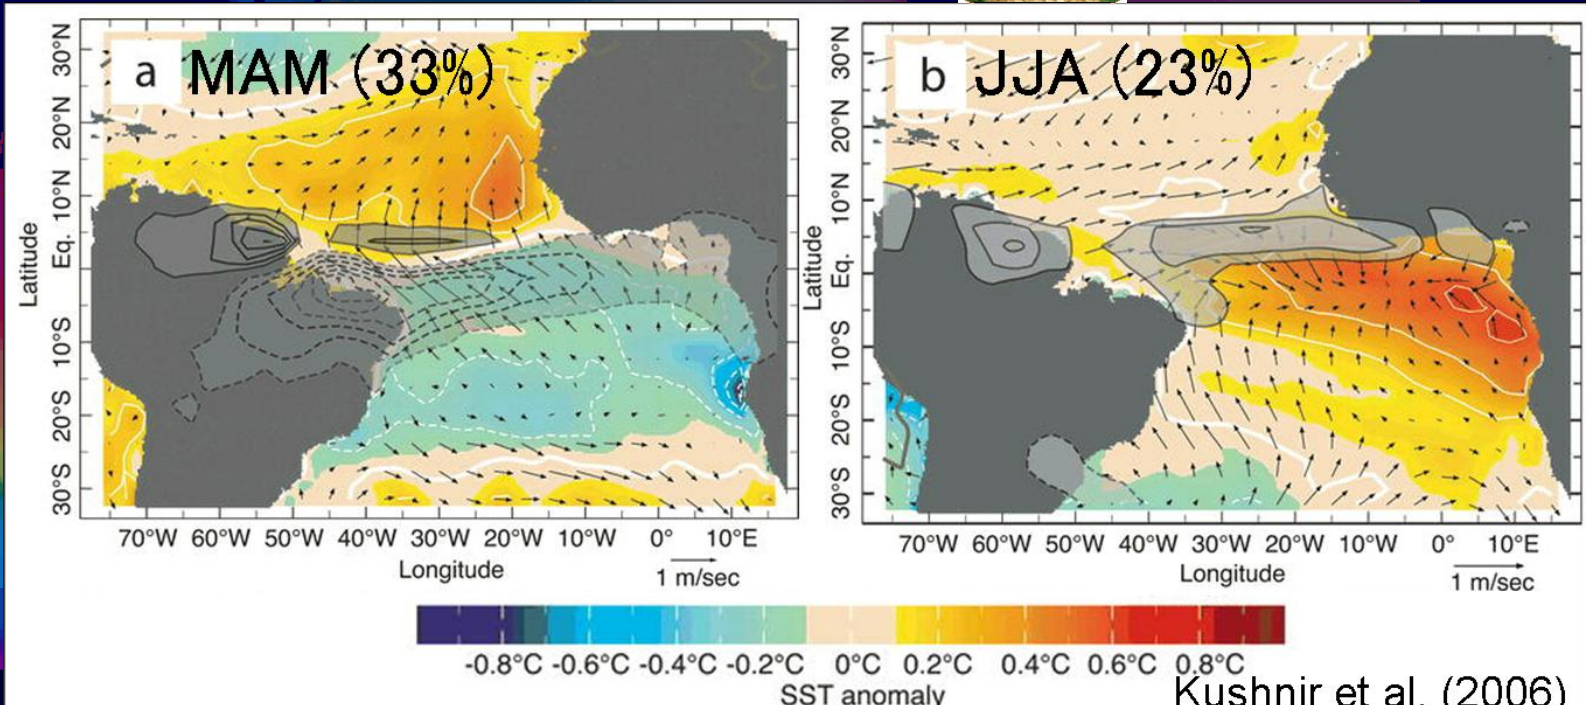 a MAM (33%)
b JJA (23%)
30°N
20°N
10°N
Eq.
10°S
20°S
30°S
Latitude
70°W 60°W 50°W 40°W 30°W 20°W 10°W 0° 10°E
Longitude
1 m/sec
30°N
20°N
10°N
Eq.
10°S
20°S
30°S
Latitude
70°W 60°W 50°W 40°W 30°W 20°W 10°W 0° 10°E
Longitude
1 m/sec
-0.8°C -0.6°C -0.4°C -0.2°C 0°C 0.2°C 0.4°C 0.6°C 0.8°C
SST anomaly
Kushnir et al. (2006)